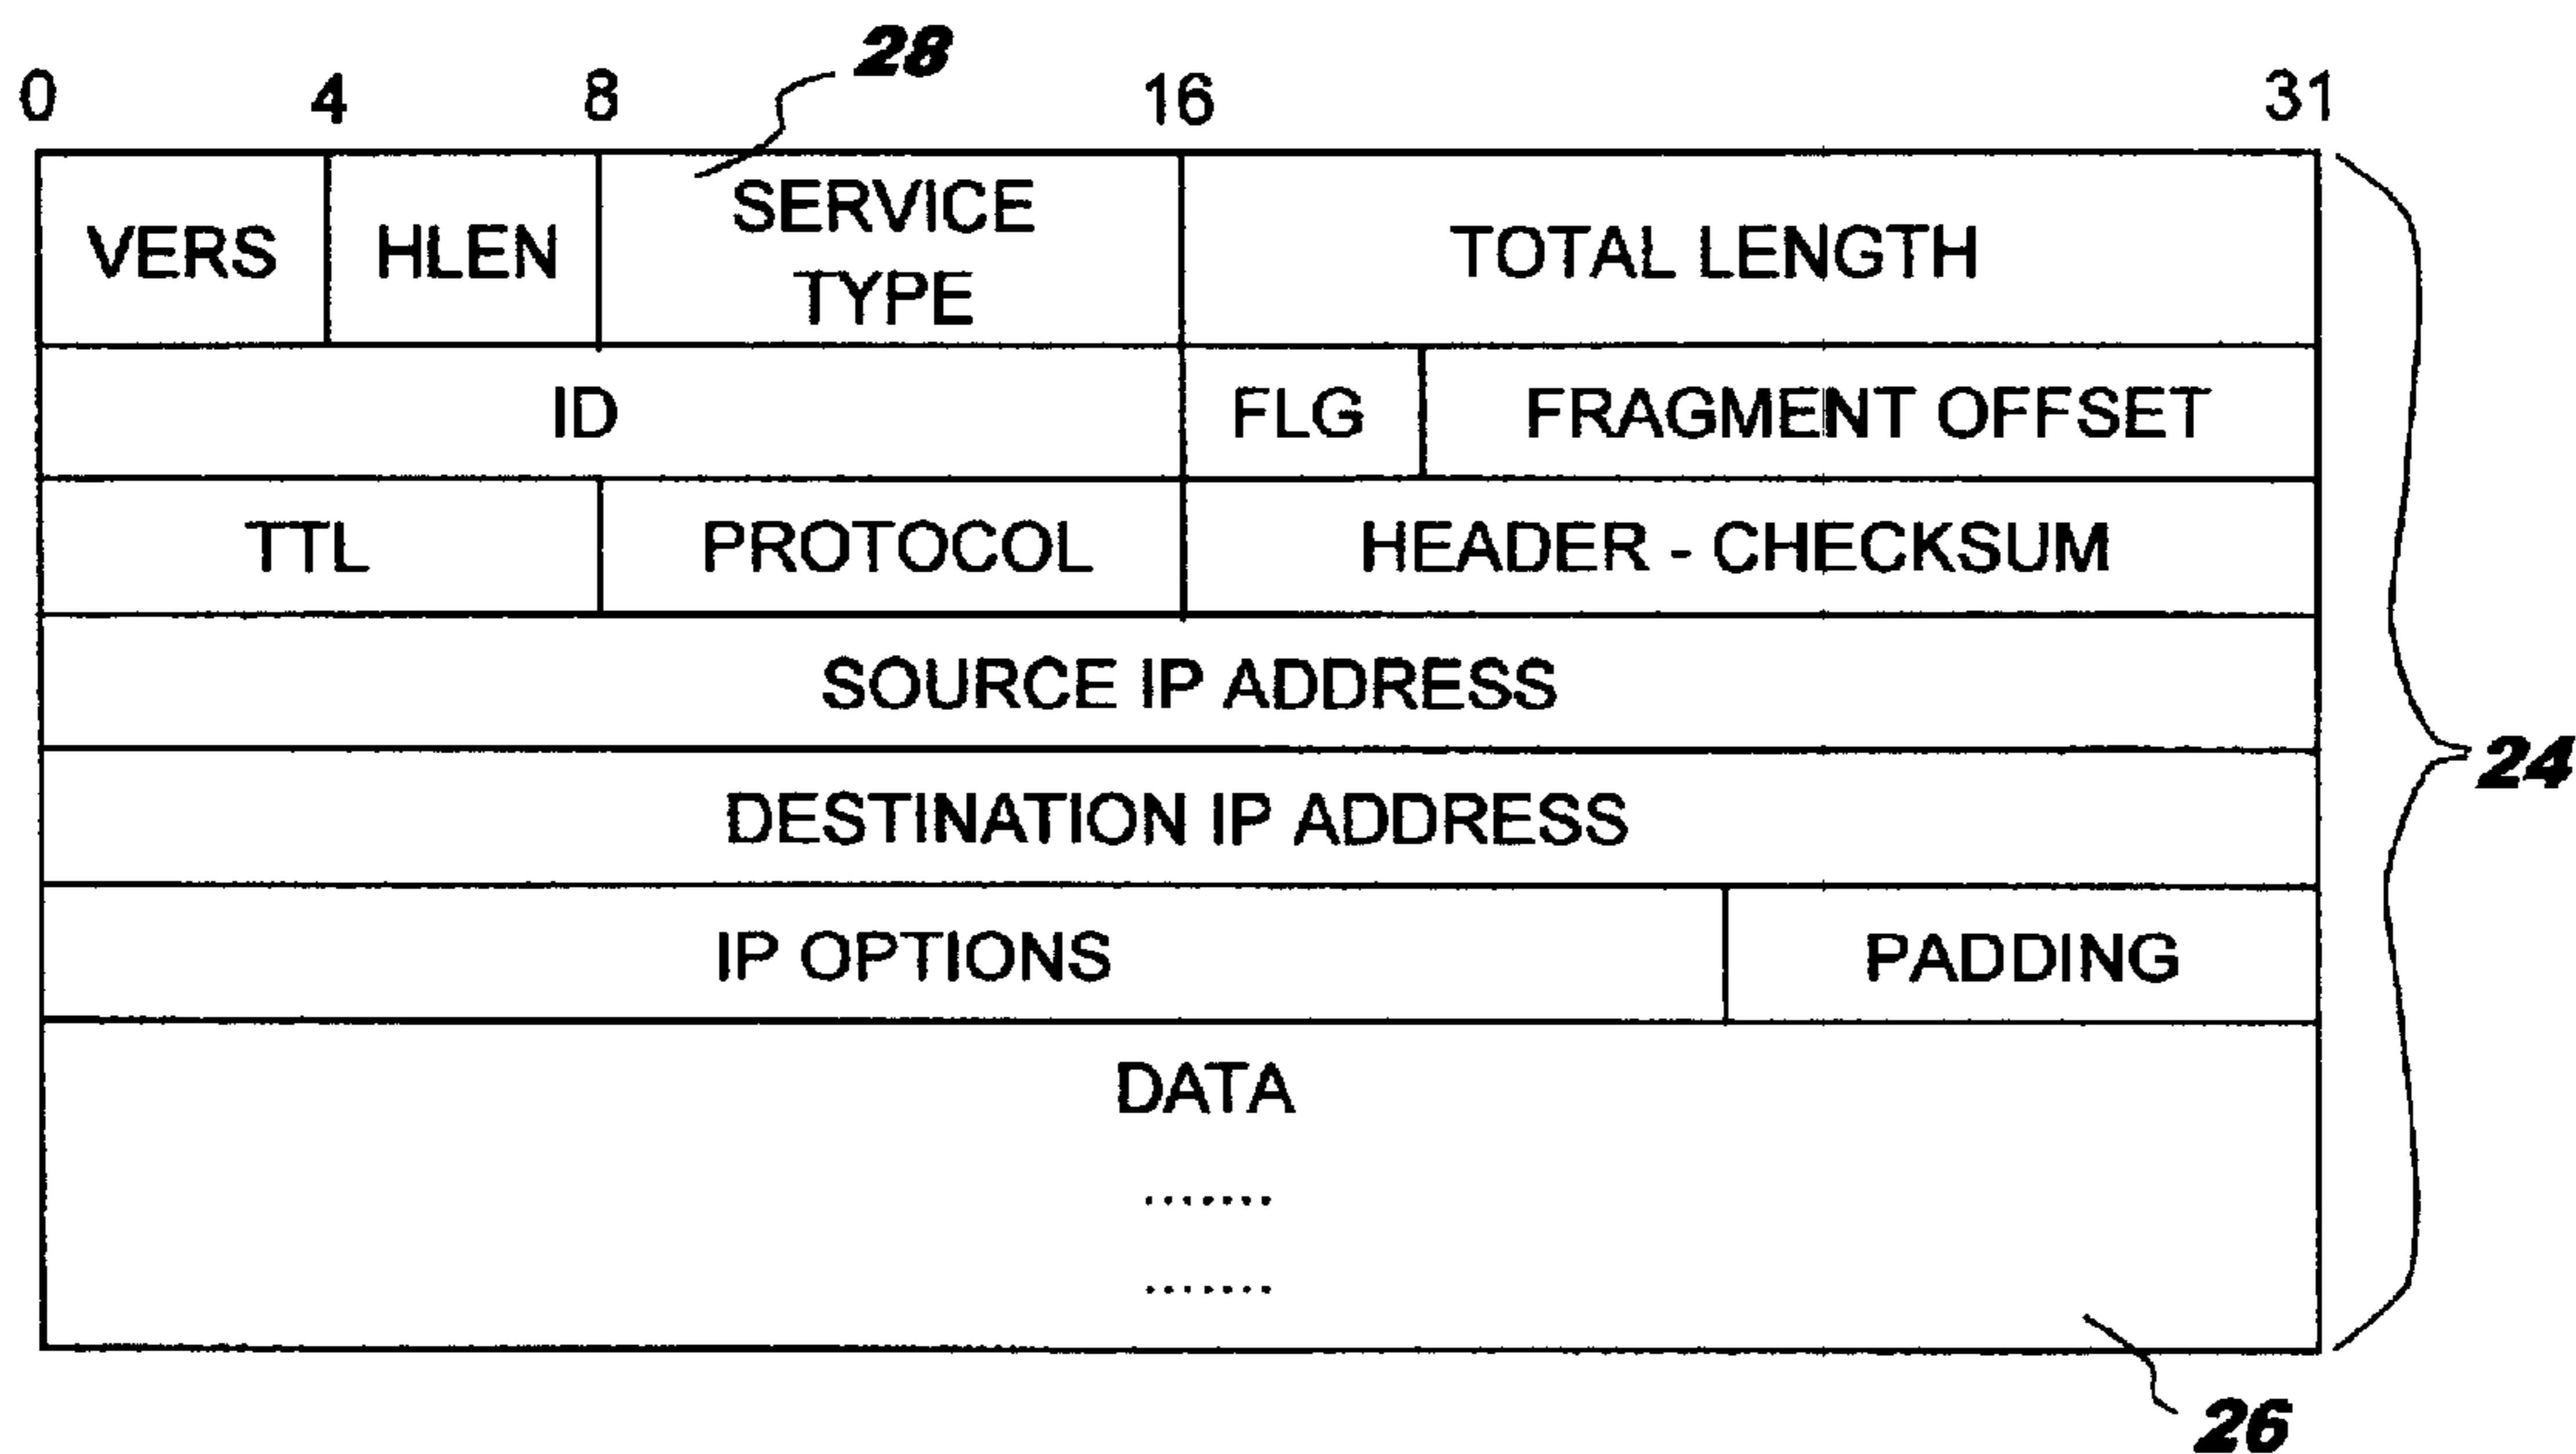 28
0 4 8 16 31
VERS HLEN SERVICE TYPE TOTAL LENGTH
ID FLG FRAGMENT OFFSET
TTL PROTOCOL HEADER - CHECKSUM
SOURCE IP ADDRESS
24
DESTINATION IP ADDRESS
IP OPTIONS PADDING
DATA
.......
.......
26